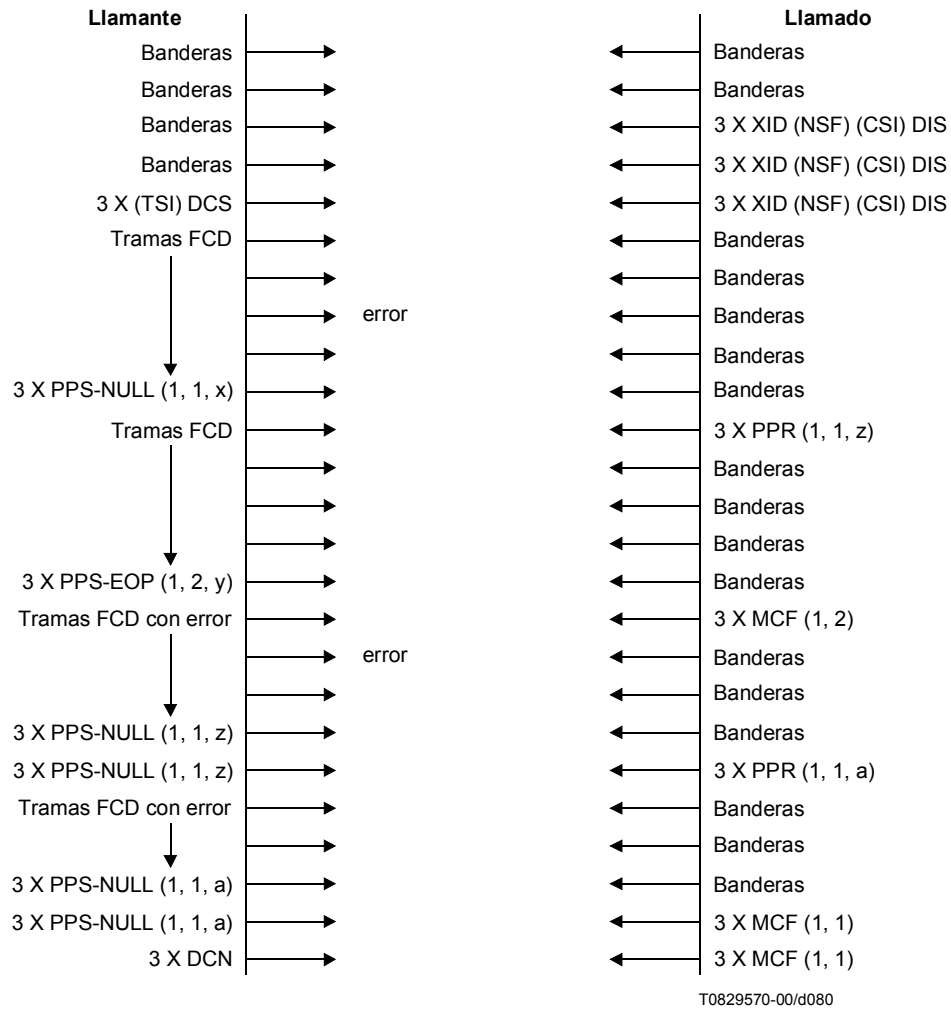 Llamante Llamado
Banderas Banderas
Banderas Banderas
Banderas 3 X XID (NSF) (CSI) DIS
Banderas 3 X XID (NSF) (CSI) DIS
3 X (TSI) DCS 3 X XID (NSF) (CSI) DIS
Tramas FCD Banderas
Banderas
error Banderas
Banderas
3 X PPS-NULL (1, 1, x) Banderas
Tramas FCD 3 X PPR (1, 1, z)
Banderas
Banderas
Banderas
3 X PPS-EOP (1, 2, y) Banderas
Tramas FCD con error 3 X MCF (1, 2)
error Banderas
Banderas
3 X PPS-NULL (1, 1, z) Banderas
3 X PPS-NULL (1, 1, z) 3 X PPR (1, 1, a)
Tramas FCD con error Banderas
Banderas
3 X PPS-NULL (1, 1, a) Banderas
3 X PPS-NULL (1, 1, a) 3 X MCF (1, 1)
3 X DCN 3 X MCF (1, 1)
T0829570-00/d080